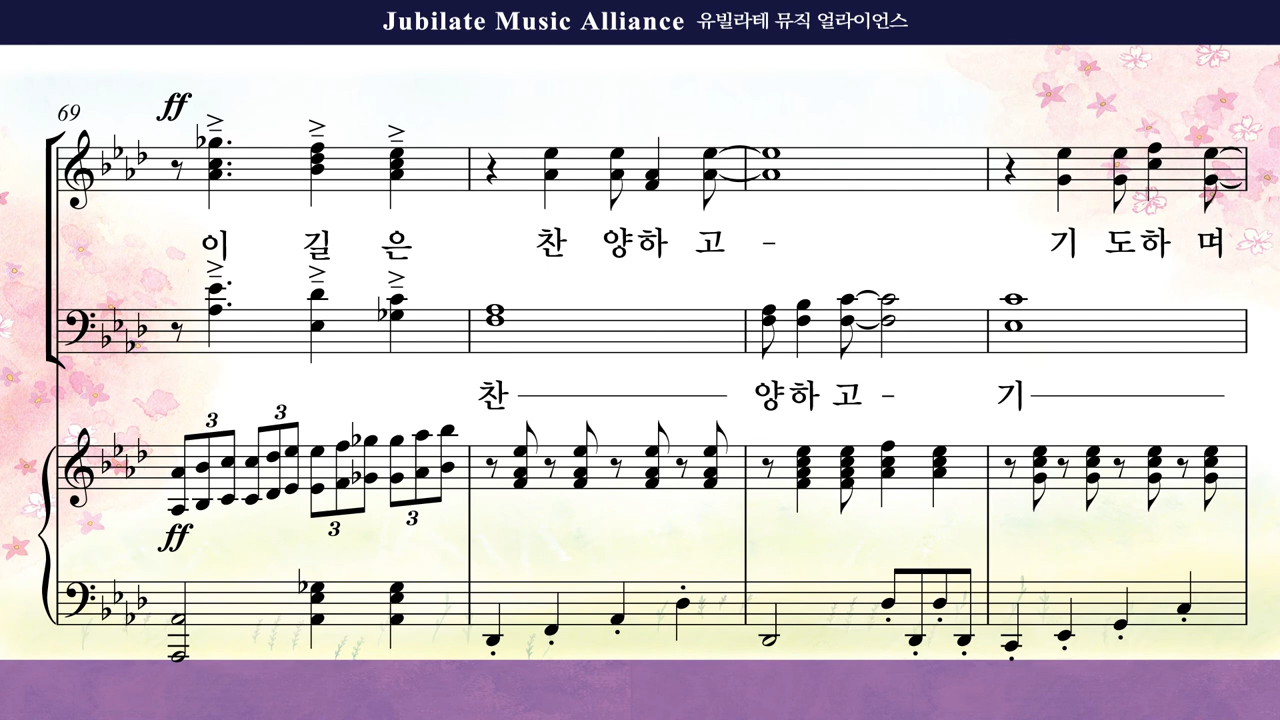 Jubilate Music Alliance 유빌라테 뮤직 얼라이언스
69
ff
이 길 은 찬 양하 고 - 기 도하 며
찬 양하 고 - 기
3 3
3 3
ff